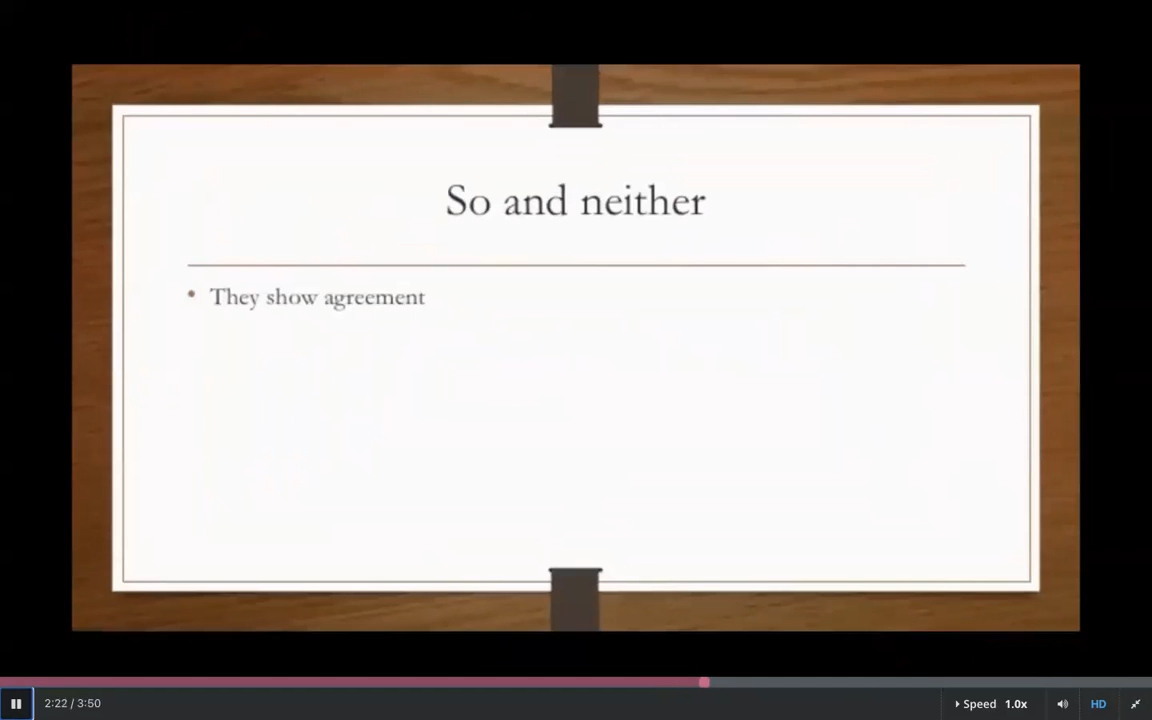 So and neither
• They show agreement
2:22 / 3:50
Speed 1.0x
HD